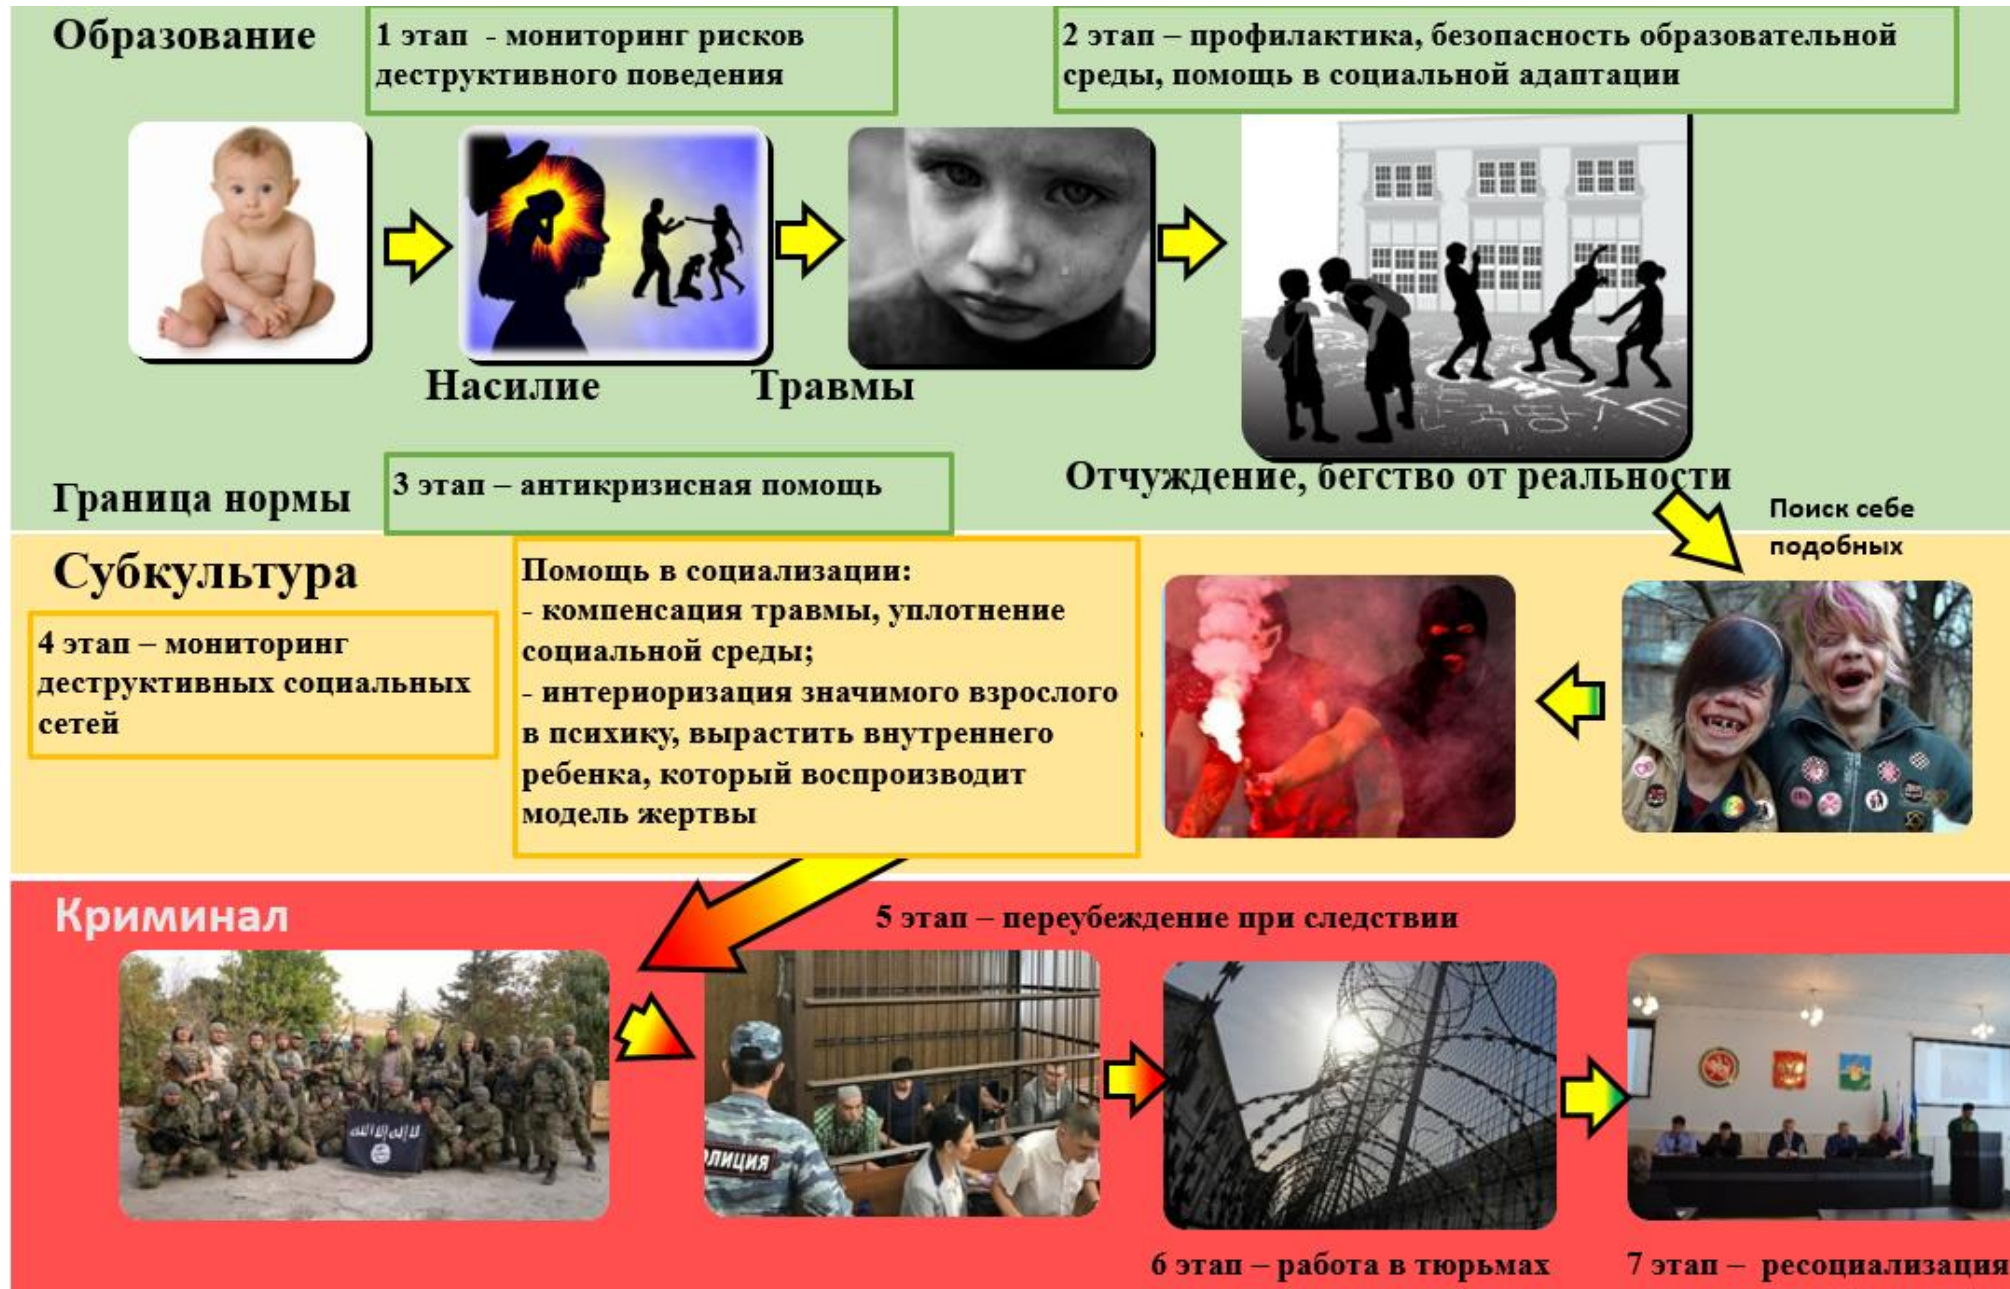 Образование
1 этап - мониторинг рисков
деструктивного поведения
2 этап – профилактика, безопасность образовательной
среды, помощь в социальной адаптации
Насилие
Травмы
Отчуждение, бегство от реальности
Граница нормы
3 этап – антикризисная помощь
Поиск себе
подобных
Субкультура
4 этап – мониторинг
деструктивных социальных
сетей
Помощь в социализации:
- компенсация травмы, уплотнение
социальной среды;
- интериоризация значимого взрослого
в психику, вырастить внутреннего
ребенка, который воспроизводит
модель жертвы
Криминал
5 этап – переубеждение при следствии
ОЛИЦИЯ
6 этап – работа в тюрьмах
7 этап – ресоциализация